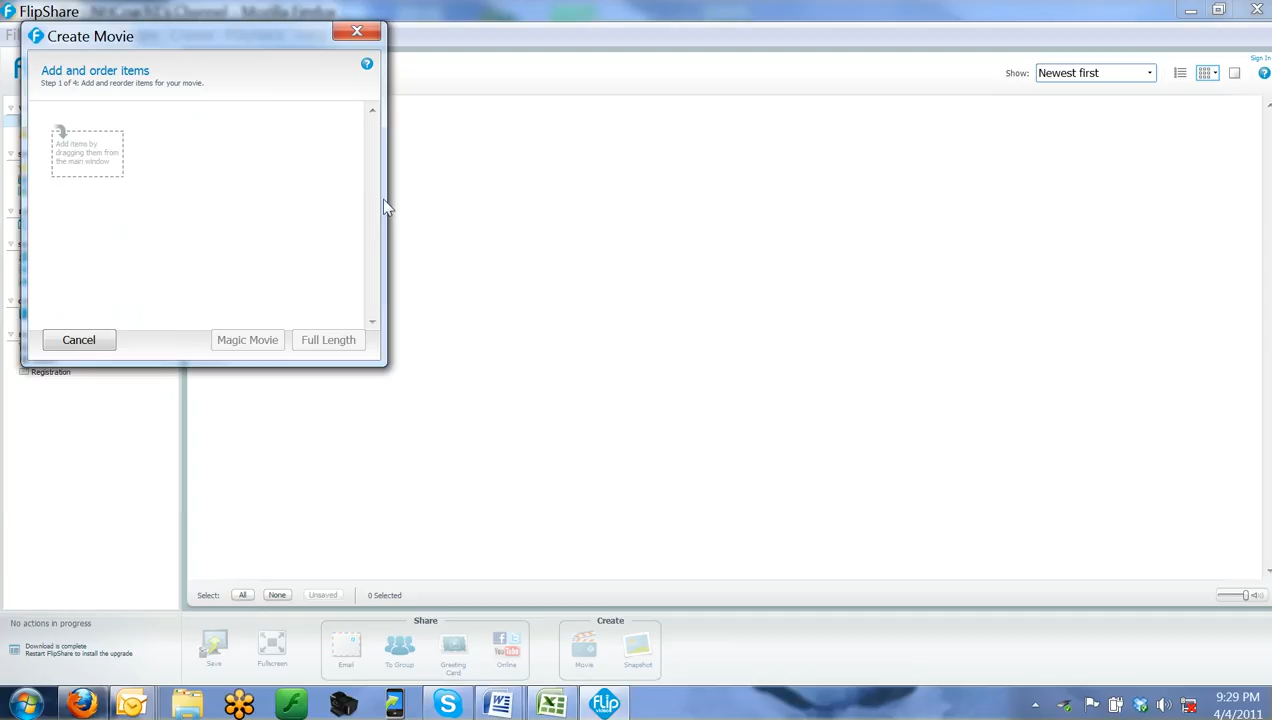 FlipShare
Create Movie
Add and order items
Step 1 of 4: Add and reorder items for your movie.
Add items by
dragging them from
the main window
Cancel
Magic Movie
Full Length
Sign In
Show:
Newest first
Registration
Select:
All
None
Unsaved
0 Selected
No actions in progress
Download is complete
Restart FlipShare to install the upgrade
Save
Fullscreen
Share
Email
To Group
Greeting
Card
Online
Create
Movie
Snapshot
9:29 PM
4/4/2011